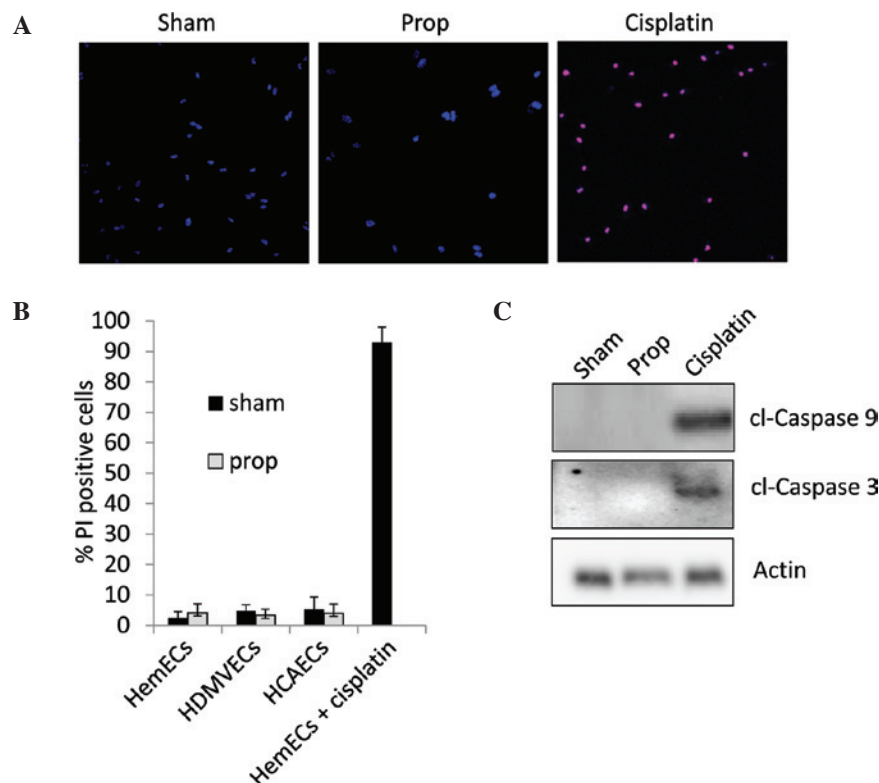 A
Sham
Prop
Cisplatin
B
% PI positive cells
100
90
80
70
60
50
40
30
20
10
0
sham
prop
HemECs
HDMVECs
HCAECs
HemECs + cisplatin
C
Sham
Prop
Cisplatin
cl-Caspase 9
cl-Caspase 3
Actin